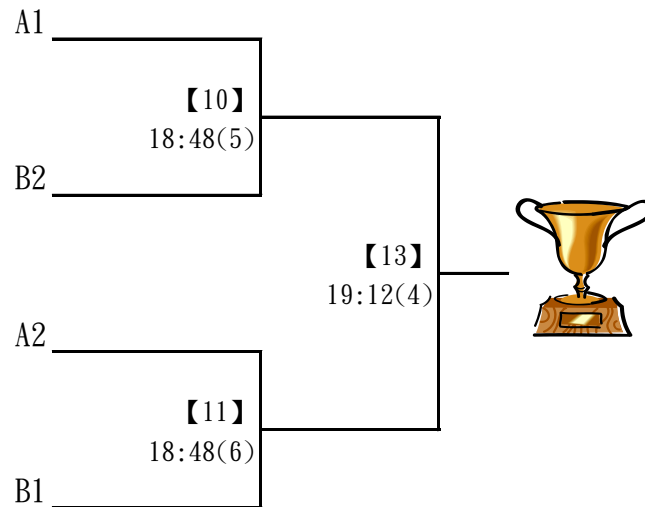 A1
【10】
18:48(5)
B2
【13】
19:12(4)
A2
【11】
18:48(6)
B1